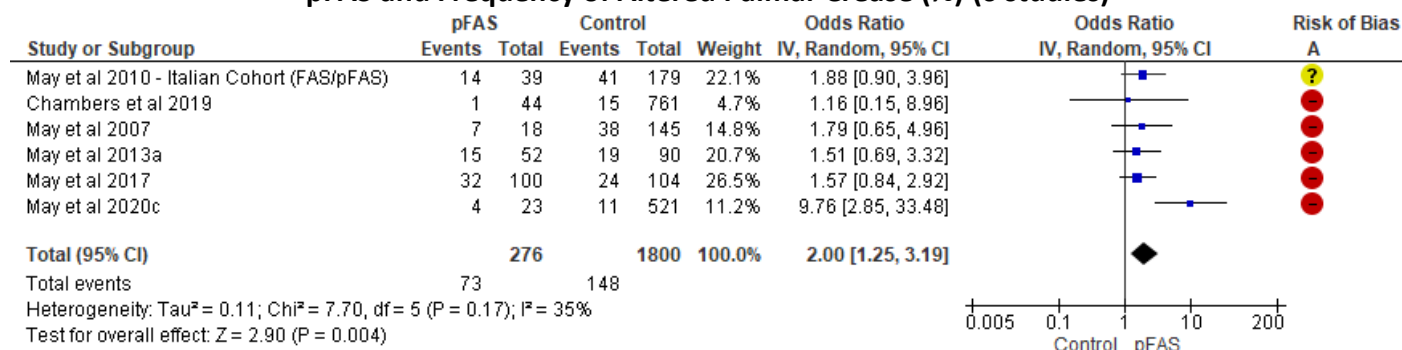 pFAS and Frequency of Altered Palmar Crease (%) (6 studies)
pFAS Control Odds Ratio Odds Ratio Risk of Bias
Study or Subgroup Events Total Events Total Weight IV, Random, 95% CI IV, Random, 95% CI A
May et al 2010 - Italian Cohort (FAS/pFAS) 14 39 41 179 22.1% 1.88 [0.90, 3.96] ?
Chambers et al 2019 1 44 15 761 4.7% 1.16 [0.15, 8.96] -
May et al 2007 7 18 38 145 14.8% 1.79 [0.65, 4.96] -
May et al 2013a 15 52 19 90 20.7% 1.51 [0.69, 3.32] -
May et al 2017 32 100 24 104 26.5% 1.57 [0.84, 2.92] -
May et al 2020c 4 23 11 521 11.2% 9.76 [2.85, 33.48] -
Total (95% CI) 276 1800 100.0% 2.00 [1.25, 3.19]
Total events 73 148
Heterogeneity: Tau² = 0.11; Chi² = 7.70, df = 5 (P = 0.17); I² = 35%
Test for overall effect: Z = 2.90 (P = 0.004)
0.005 0.1 1 10 200
Control pFAS